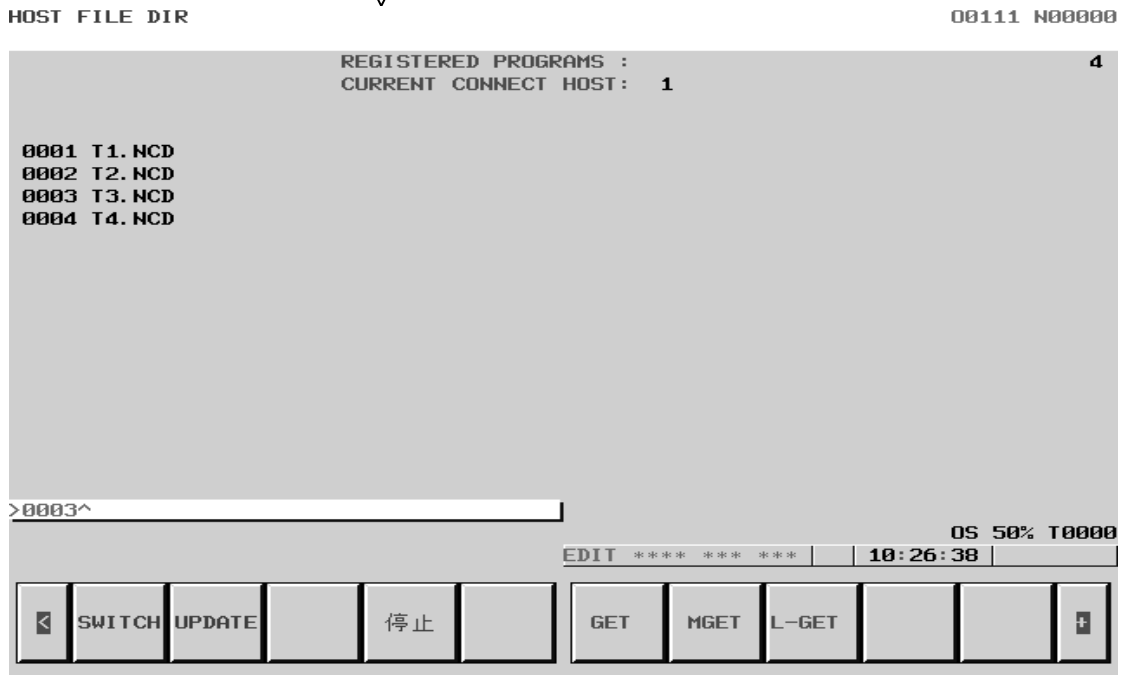 HOST FILE DIR O0111 N00000
REGISTERED PROGRAMS : 4
CURRENT CONNECT HOST: 1
0001 T1.NCD
0002 T2.NCD
0003 T3.NCD
0004 T4.NCD
>0003^
OS 50% T0000
EDIT **** *** *** 10:26:38
< SWITCH UPDATE 停止 GET MGET L-GET +